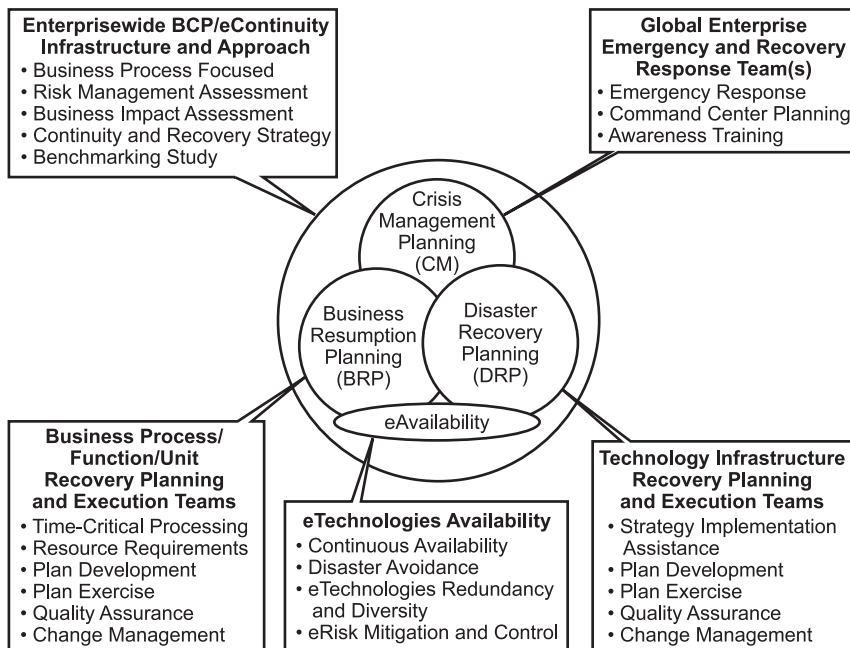 Enterprisewide BCP/eContinuity
Infrastructure and Approach
• Business Process Focused
• Risk Management Assessment
• Business Impact Assessment
• Continuity and Recovery Strategy
• Benchmarking Study
Global Enterprise
Emergency and Recovery
Response Team(s)
• Emergency Response
• Command Center Planning
• Awareness Training
Crisis
Management
Planning
(CM)
Business
Resumption
Planning
(BRP)
Disaster
Recovery
Planning
(DRP)
eAvailability
Business Process/
Function/Unit
Recovery Planning
and Execution Teams
• Time-Critical Processing
• Resource Requirements
• Plan Development
• Plan Exercise
• Quality Assurance
• Change Management
eTechnologies Availability
• Continuous Availability
• Disaster Avoidance
• eTechnologies Redundancy
and Diversity
• eRisk Mitigation and Control
Technology Infrastructure
Recovery Planning
and Execution Teams
• Strategy Implementation
Assistance
• Plan Development
• Plan Exercise
• Quality Assurance
• Change Management